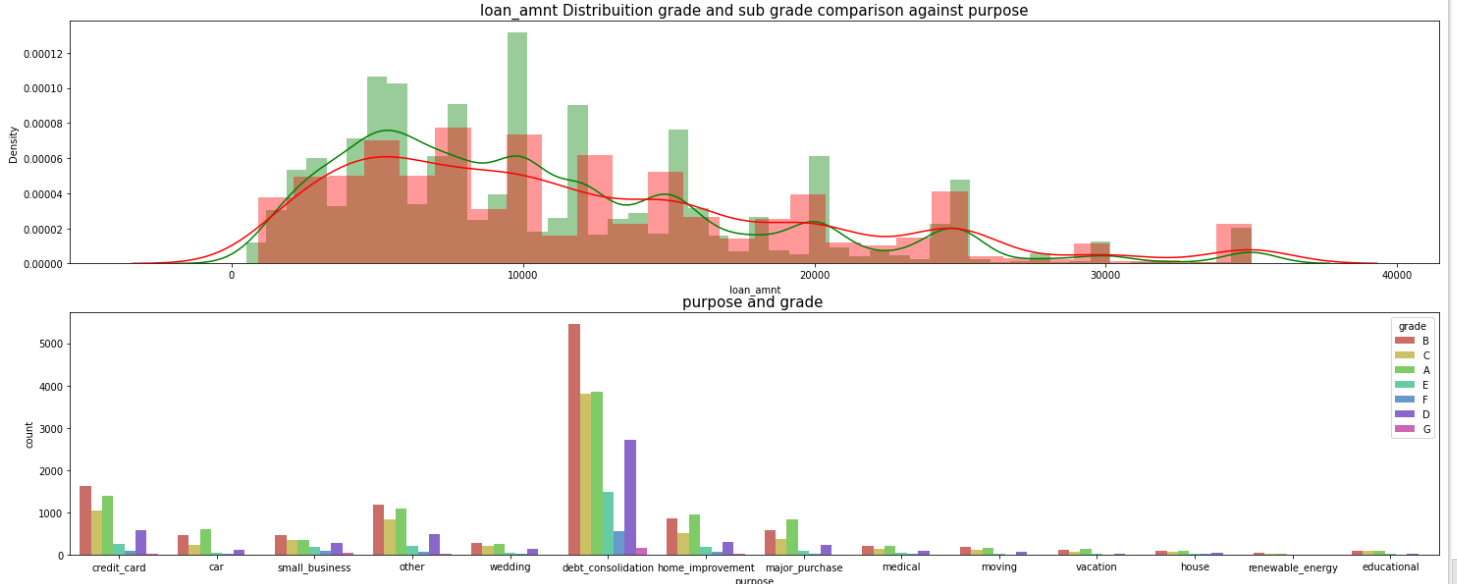 loan_amnt Distribuition grade and sub grade comparison against purpose
0.00012
0.00010
0.00008
0.00006
0.00004
0.00002
0.00000
Density
0 10000 20000 30000 40000
loan_amnt
purpose and grade
5000
4000
3000
2000
1000
0
count
grade
B
C
A
E
F
D
G
credit_card car small_business other wedding debt_consolidation home_improvement major_purchase medical moving vacation house renewable_energy educational
purpose